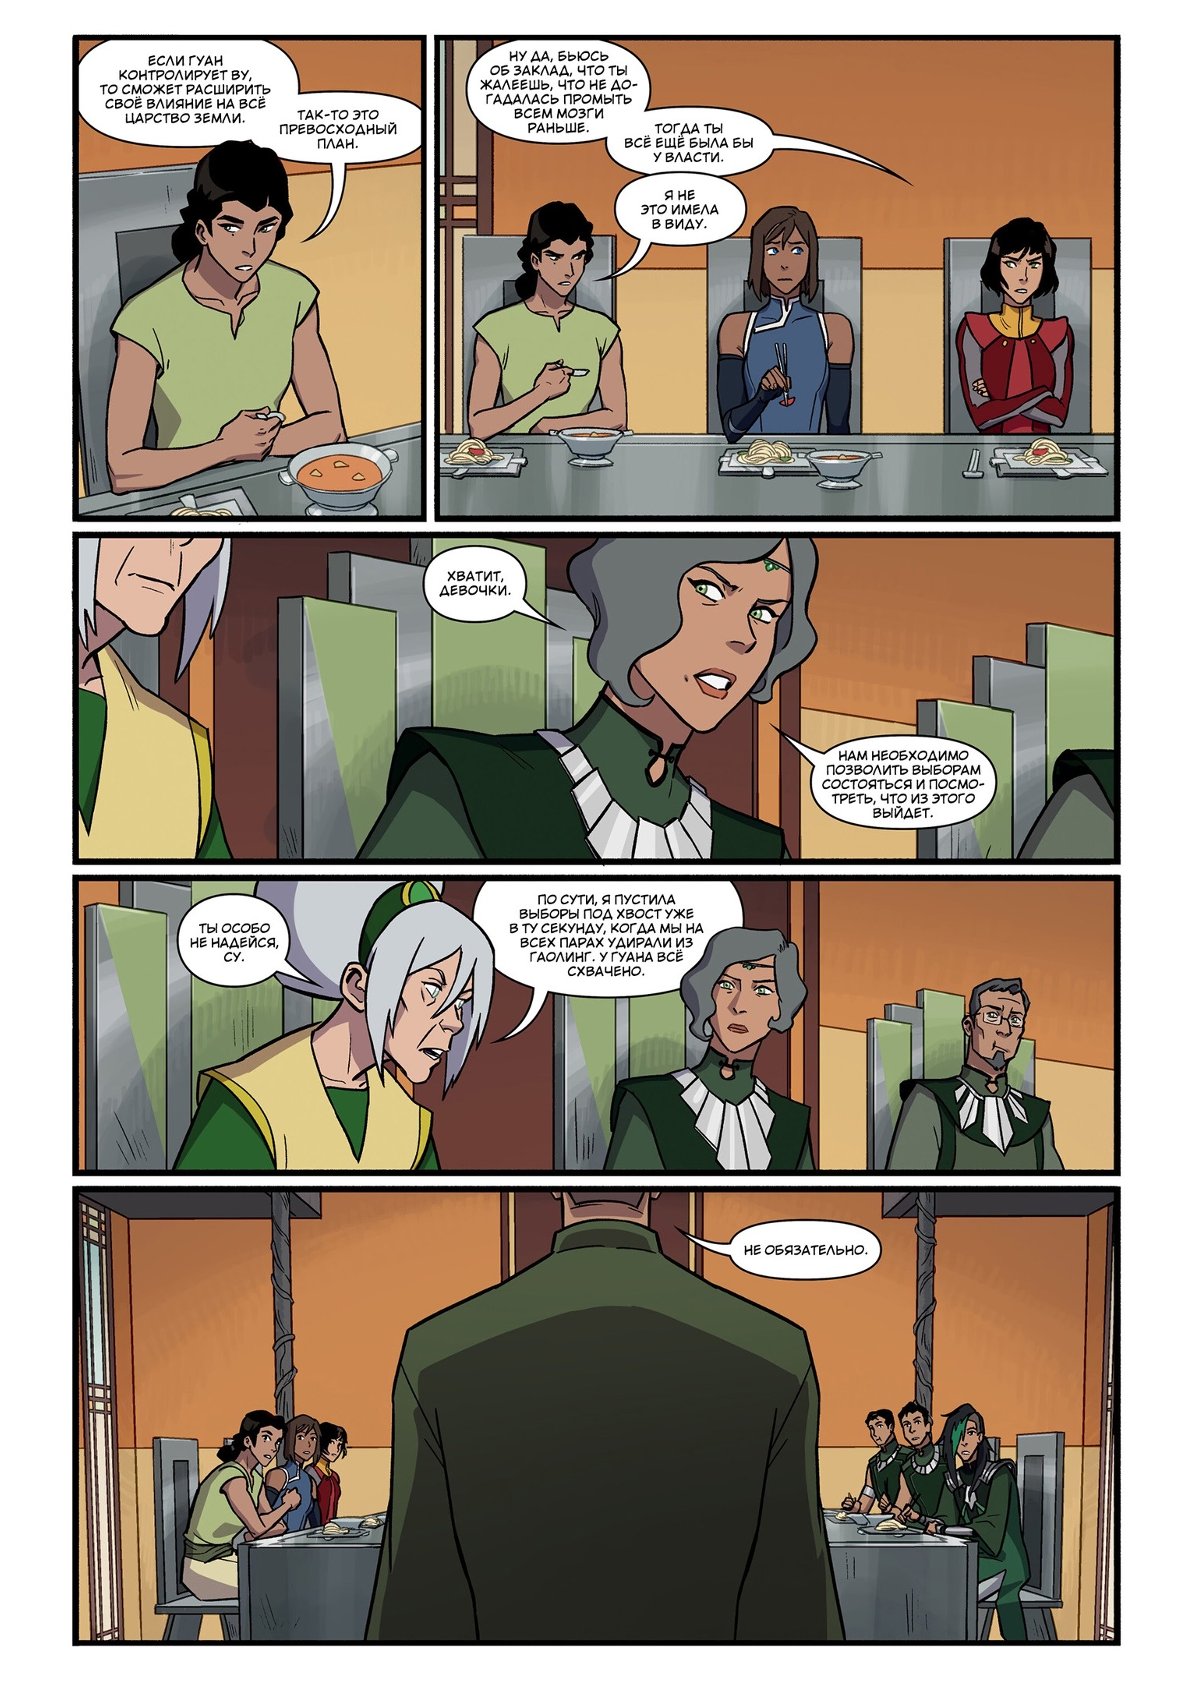 ЕСЛИ ГУАН
КОНТРОЛИРУЕТ ВУ,
ТО СМОЖЕТ РАСШИРИТЬ
СВОЁ ВЛИЯНИЕ НА ВСЁ
ЦАРСТВО ЗЕМЛИ.
ТАК-ТО ЭТО
ПРЕВОСХОДНЫЙ
ПЛАН.
НУ ДА, БЬЮСЬ
ОБ ЗАКЛАД, ЧТО ТЫ
ЖАЛЕЕШЬ, ЧТО НЕ ДО-
ГАДАЛАСЬ ПРОМЫТЬ
ВСЕМ МОЗГИ
РАНЬШЕ.
ТОГДА ТЫ
ВСЁ ЕЩЁ БЫЛА БЫ
У ВЛАСТИ.
Я НЕ
ЭТО ИМЕЛА
В ВИДУ.
ХВАТИТ,
ДЕВОЧКИ.
НАМ НЕОБХОДИМО
ПОЗВОЛИТЬ ВЫБОРАМ
СОСТОЯТЬСЯ И ПОСМО-
ТРЕТЬ, ЧТО ИЗ ЭТОГО
ВЫЙДЕТ.
ТЫ ОСОБО
НЕ НАДЕЙСЯ,
СУ.
ПО СУТИ, Я ПУСТИЛА
ВЫБОРЫ ПОД ХВОСТ УЖЕ
В ТУ СЕКУНДУ, КОГДА МЫ НА
ВСЕХ ПАРАХ УДИРАЛИ ИЗ
ГАОЛИНГ. У ГУАНА ВСЁ
СХВАЧЕНО.
НЕ ОБЯЗАТЕЛЬНО.